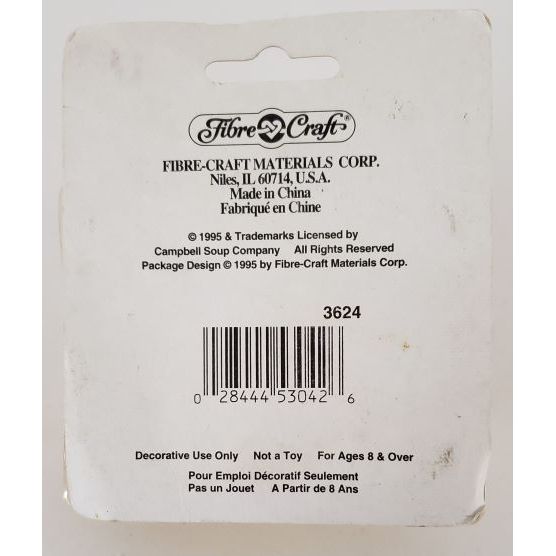 Fibre Craft®
FIBRE-CRAFT MATERIALS CORP.
Niles, IL 60714, U.S.A.
Made in China
Fabriqué en Chine
© 1995 & Trademarks Licensed by
Campbell Soup Company All Rights Reserved
Package Design © 1995 by Fibre-Craft Materials Corp.
3624
0 28444 53042 6
Decorative Use Only Not a Toy For Ages 8 & Over
Pour Emploi Décoratif Seulement
Pas un Jouet A Partir de 8 Ans